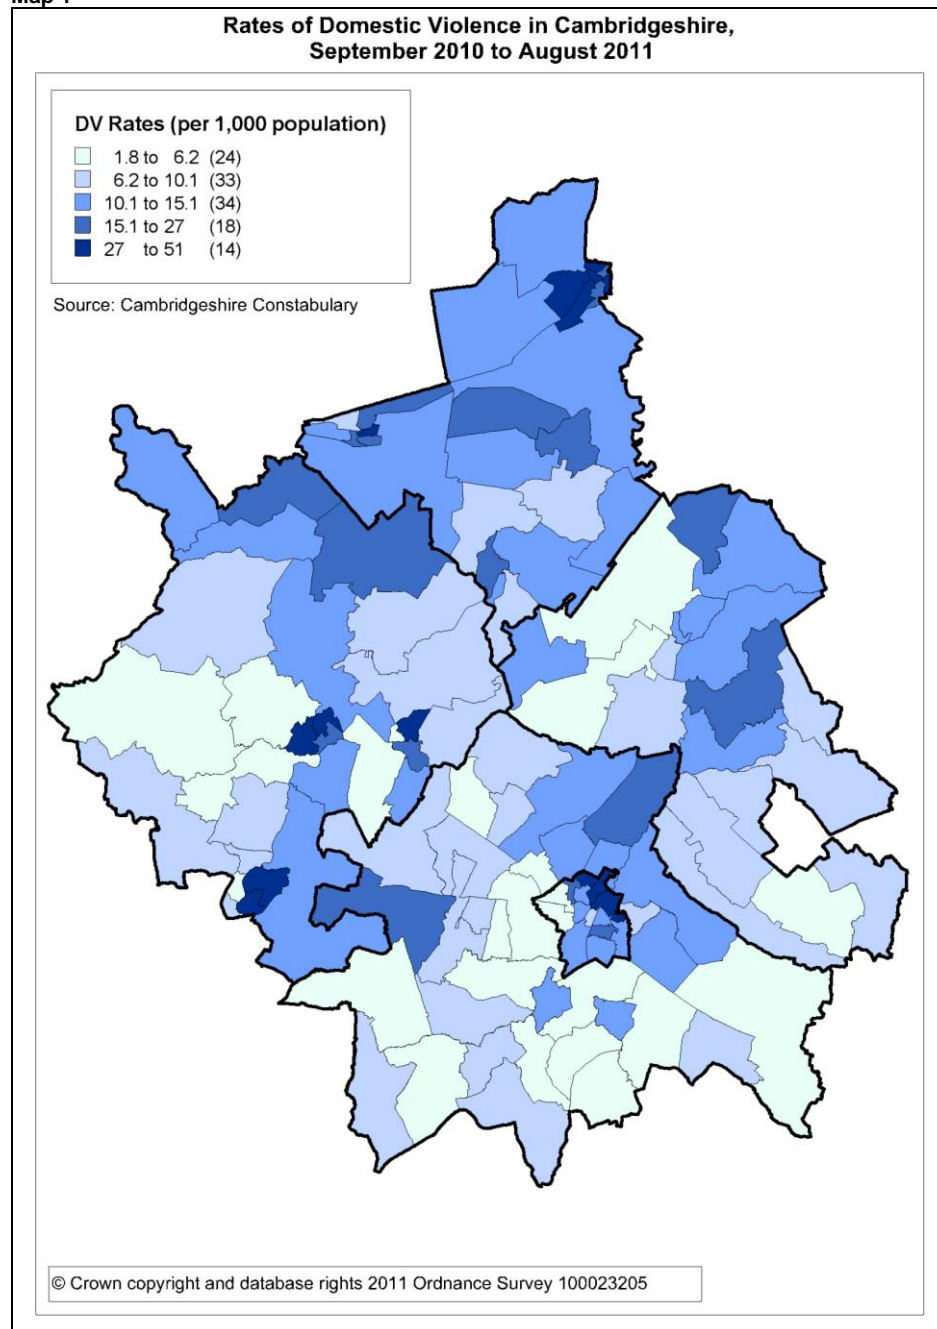 Map 1
Rates of Domestic Violence in Cambridgeshire,
September 2010 to August 2011
DV Rates (per 1,000 population)
1.8 to 6.2 (24)
6.2 to 10.1 (33)
10.1 to 15.1 (34)
15.1 to 27 (18)
27 to 51 (14)
Source: Cambridgeshire Constabulary
© Crown copyright and database rights 2011 Ordnance Survey 100023205